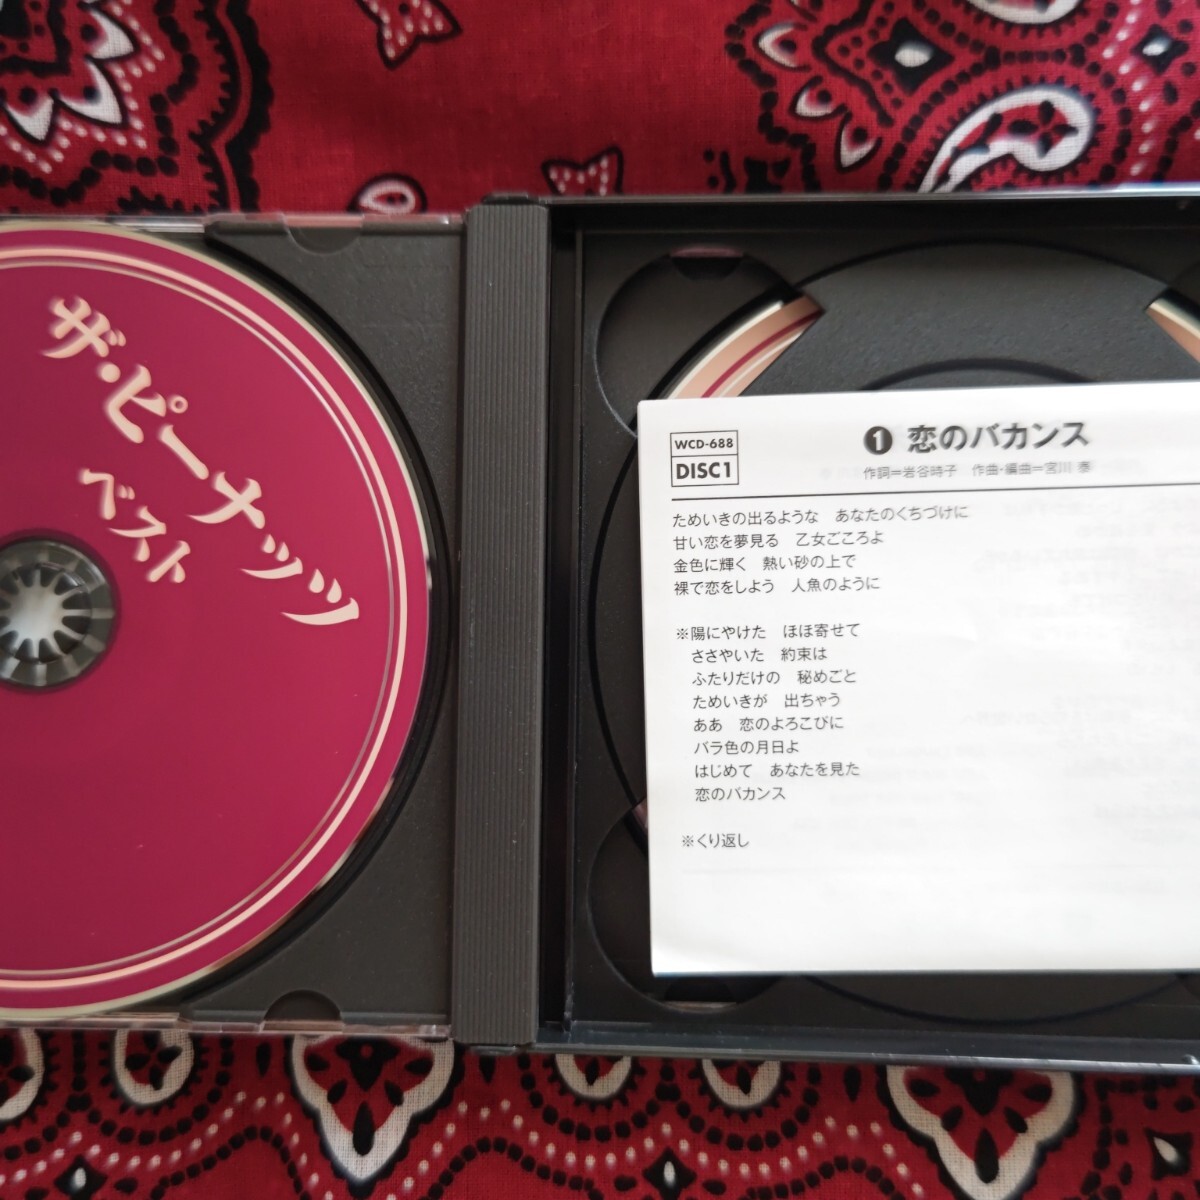 ザ・ピーナッツ
ベスト
WCD-688
DISC1
❶ 恋のバカンス
作詞=岩谷時子　作曲・編曲=宮川 泰
ためいきの出るような　あなたのくちづけに
甘い恋を夢見る　乙女ごころよ
金色に輝く　熱い砂の上で
裸で恋をしよう　人魚のように
※陽にやけた　ほほ寄せて
ささやいた　約束は
ふたりだけの　秘めごと
ためいきが　出ちゃう
ああ　恋のよろこびに
バラ色の月日よ
はじめて　あなたを見た
恋のバカンス
※くり返し